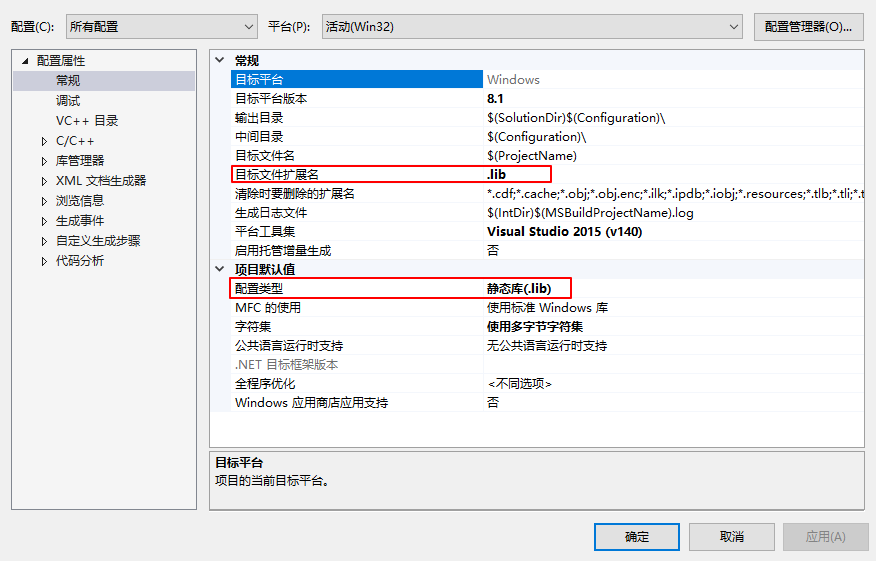 配置(C): 所有配置 平台(P): 活动(Win32) 配置管理器(O)...
配置属性
常规
调试
VC++ 目录
C/C++
库管理器
XML 文档生成器
浏览信息
生成事件
自定义生成步骤
代码分析
常规
目标平台 Windows
目标平台版本 8.1
输出目录 $(SolutionDir)$(Configuration)\
中间目录 $(Configuration)\
目标文件名 $(ProjectName)
目标文件扩展名 .lib
清除时要删除的扩展名 *.cdf;*.cache;*.obj;*.obj.enc;*.ilk;*.ipdb;*.iobj;*.resources;*.tlb;*.tli;*.t
生成日志文件 $(IntDir)$(MSBuildProjectName).log
平台工具集 Visual Studio 2015 (v140)
启用托管增量生成 否
项目默认值
配置类型 静态库(.lib)
MFC 的使用 使用标准 Windows 库
字符集 使用多字节字符集
公共语言运行时支持 无公共语言运行时支持
.NET 目标框架版本
全程序优化 <不同选项>
Windows 应用商店应用支持 否
目标平台
项目的当前目标平台。
确定 取消 应用(A)